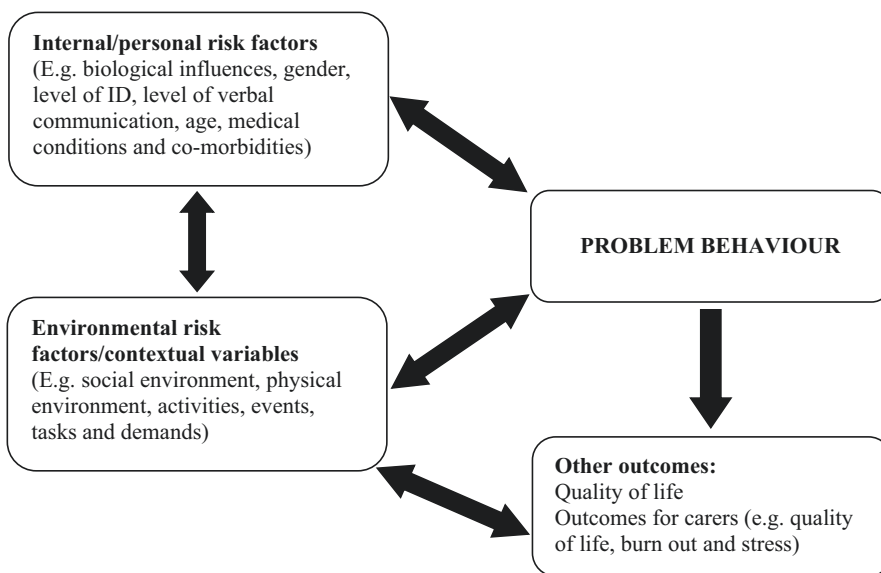 Internal/personal risk factors
(E.g. biological influences, gender,
level of ID, level of verbal
communication, age, medical
conditions and co-morbidities)
PROBLEM BEHAVIOUR
Environmental risk
factors/contextual variables
(E.g. social environment, physical
environment, activities, events,
tasks and demands)
Other outcomes:
Quality of life
Outcomes for carers (e.g. quality
of life, burn out and stress)